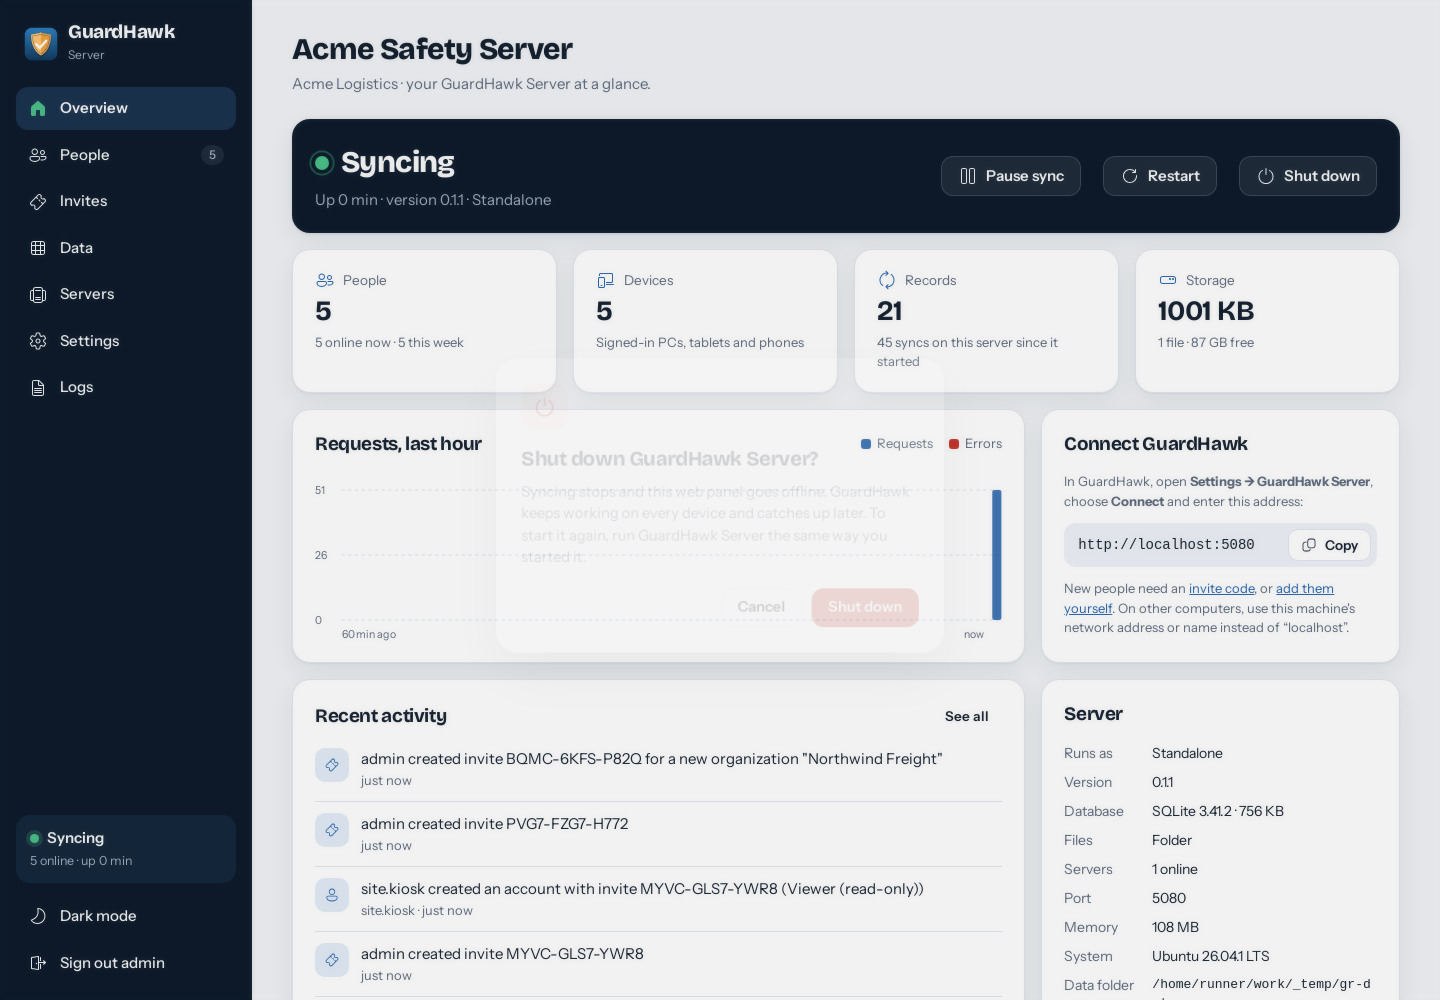 GuardHawk
Server
Overview
People 5
Invites
Data
Servers
Settings
Logs
Syncing
5 online · up 0 min
Dark mode
Sign out admin
Acme Safety Server
Acme Logistics · your GuardHawk Server at a glance.
Syncing
Up 0 min · version 0.1.1 · Standalone
Pause sync
Restart
Shut down
People
5
5 online now · 5 this week
Devices
5
Signed-in PCs, tablets and phones
Records
21
45 syncs on this server since it
started
Storage
1001 KB
1 file · 87 GB free
Requests, last hour
Requests
Errors
51
26
0
60 min ago
now
Shut down GuardHawk Server?
Syncing stops and this web panel goes offline. GuardHawk
keeps working on every device and catches up later. To
start it again, run GuardHawk Server the same way you
started it.
Cancel
Shut down
Connect GuardHawk
In GuardHawk, open Settings → GuardHawk Server,
choose Connect and enter this address:
http://localhost:5080
Copy
New people need an invite code, or add them
yourself. On other computers, use this machine's
network address or name instead of “localhost”.
Recent activity
See all
admin created invite BQMC-6KFS-P82Q for a new organization "Northwind Freight"
just now
admin created invite PVG7-FZG7-H772
just now
site.kiosk created an account with invite MYVC-GLS7-YWR8 (Viewer (read-only))
site.kiosk · just now
admin created invite MYVC-GLS7-YWR8
just now
Server
Runs as Standalone
Version 0.1.1
Database SQLite 3.41.2 · 756 KB
Files Folder
Servers 1 online
Port 5080
Memory 108 MB
System Ubuntu 26.04.1 LTS
Data folder /home/runner/work/_temp/gr-d